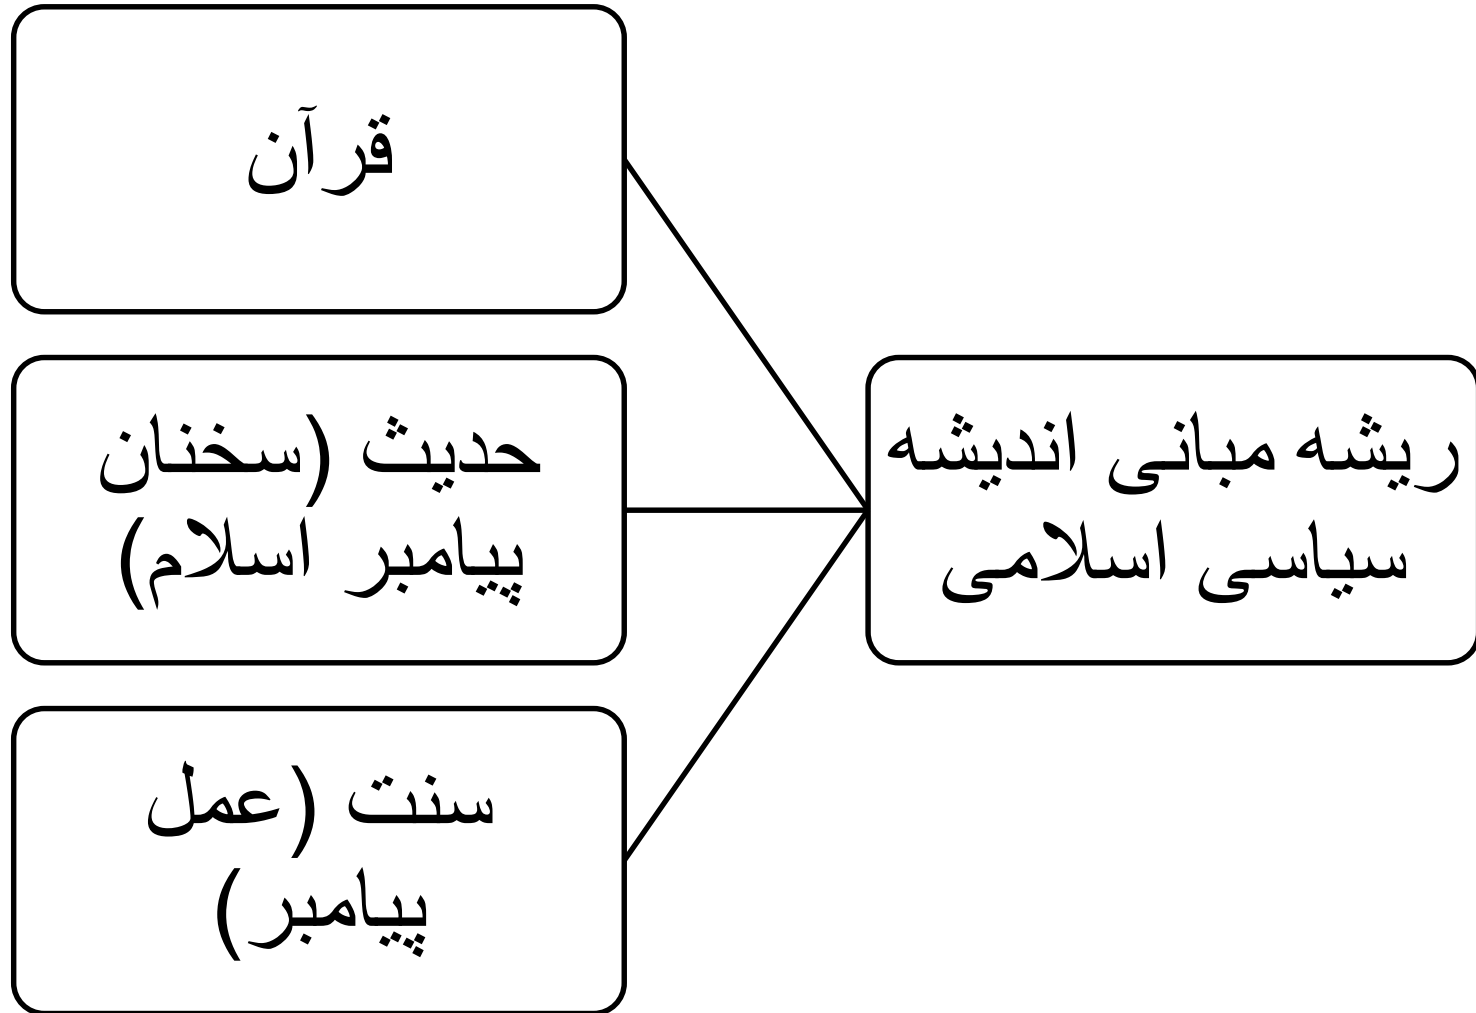 ریشه مبانی اندیشه
سیاسی اسلامی
قرآن
حدیث (سخنان
پیامبر اسلام)
سنت (عمل
پیامبر)